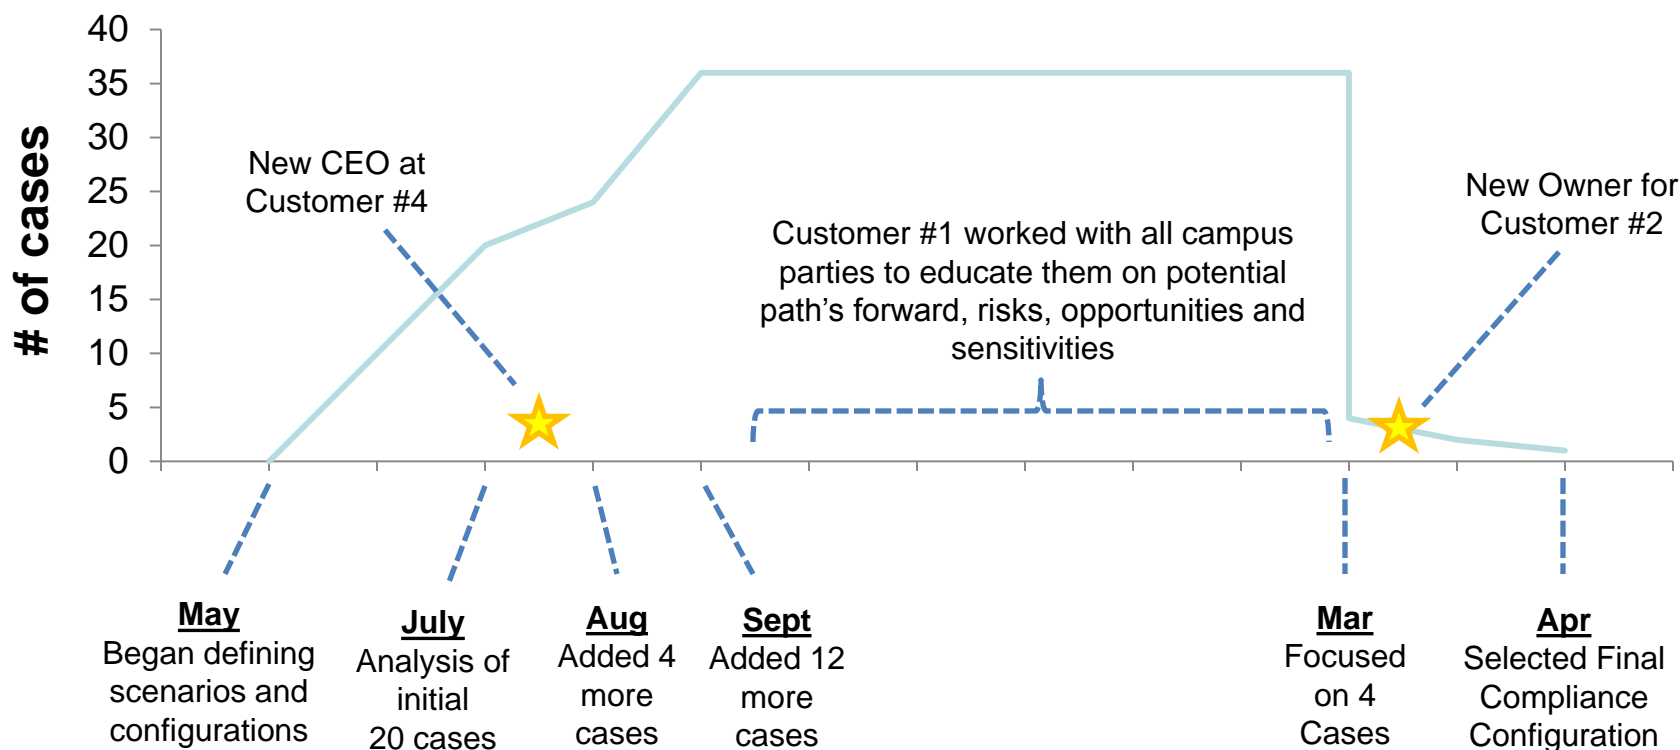 # of cases
40
35
30
25
20
15
10
5
0
New CEO at
Customer #4
Customer #1 worked with all campus
parties to educate them on potential
path’s forward, risks, opportunities and
sensitivities
New Owner for
Customer #2
May
Began defining
scenarios and
configurations
July
Analysis of
initial
20 cases
Aug
Added 4
more
cases
Sept
Added 12
more
cases
Mar
Focused
on 4
Cases
Apr
Selected Final
Compliance
Configuration